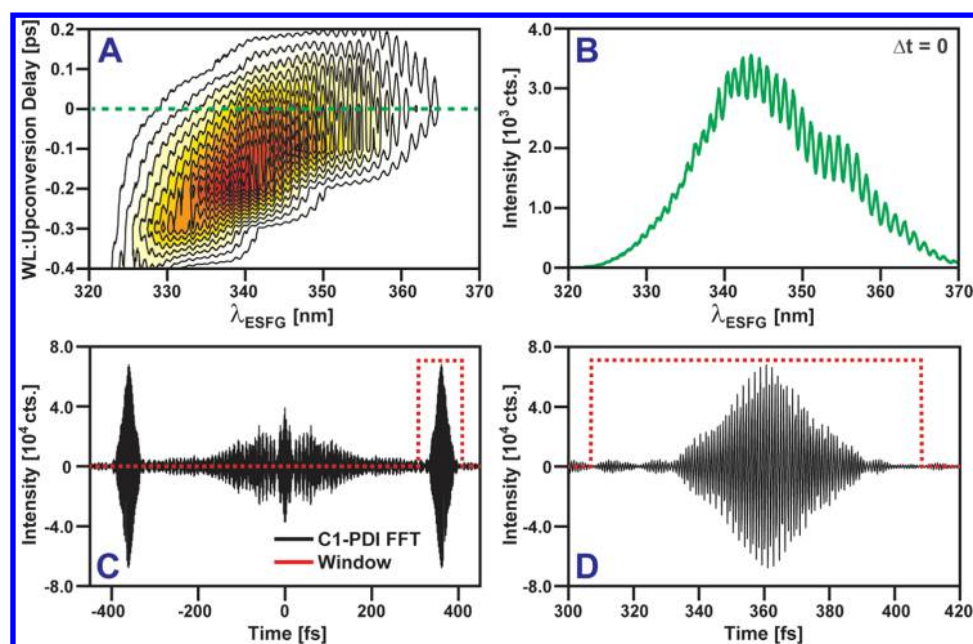 A
WL:Upconversion Delay [ps]
0.2
0.1
0
-0.1
-0.2
-0.3
-0.4
320 330 340 350 360 370
λESFG [nm]
B
Δt = 0
Intensity [10³ cts.]
4.0
3.0
2.0
1.0
0
320 330 340 350 360 370
λESFG [nm]
C
Intensity [10⁴ cts.]
8.0
4.0
0
-4.0
-8.0
C1-PDI FFT
Window
-400 -200 0 200 400
Time [fs]
D
Intensity [10⁴ cts.]
8.0
4.0
0
-4.0
-8.0
300 320 340 360 380 400 420
Time [fs]